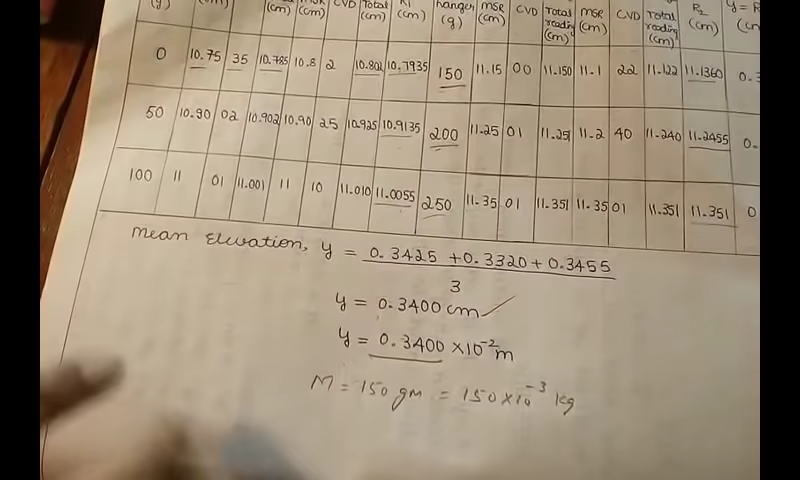 (g) (cm) (cm) MSR (cm) CVD Total (cm) R1 (cm) hanger (g) MSR (cm) CVD Total reading (cm) MSR (cm) CVD Total reading (cm) R2 (cm) y = R
0 10.75 35 10.785 10.8 2 10.802 10.7935 150 11.15 00 11.150 11.1 22 11.122 11.1360
50 10.90 02 10.902 10.90 25 10.925 10.9135 200 11.25 01 11.251 11.2 40 11.240 11.2455 0.
100 11 01 11.001 11 10 11.010 11.0055 250 11.35 01 11.351 11.35 01 11.351 11.351 0
mean Elevation, y = 0.3425 + 0.3320 + 0.3455
3
y = 0.3400 cm
y = 0.3400 × 10⁻² m
M = 150 gm = 150 × 10⁻³ kg